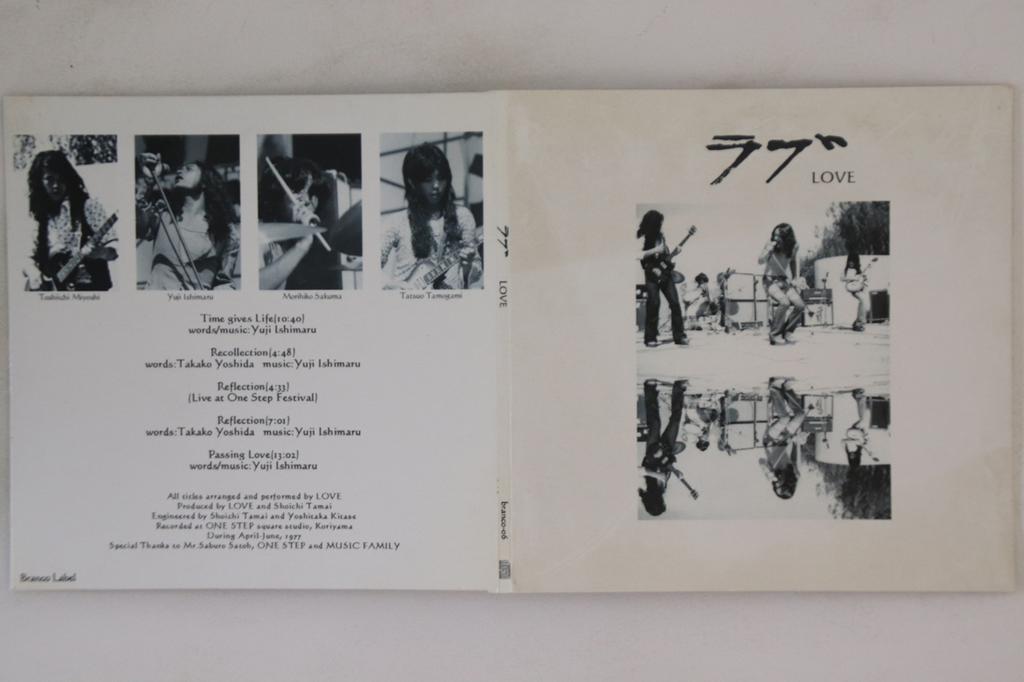 Toshiichi Miyoshi
Yuji Ishimaru
Morihiko Sakuma
Tatsuo Tamogami
Time gives Life(10:40)
words/music:Yuji Ishimaru
Recollection(4:48)
words:Takako Yoshida music:Yuji Ishimaru
Reflection(4:33)
(Live at One Step Festival)
Reflection(7:01)
words:Takako Yoshida music:Yuji Ishimaru
Passing Love(13:02)
words/music:Yuji Ishimaru
All titles arranged and performed by LOVE
Produced by LOVE and Shoichi Tamai
Engineered by Shoichi Tamai and Yoshitaka Kitase
Recorded at ONE STEP square studio, Koriyama
During April-June, 1977
Special Thanks to Mr.Saburo Satoh, ONE STEP and MUSIC FAMILY
Branco Label
ラブ LOVE
branco-06
ラブ
LOVE